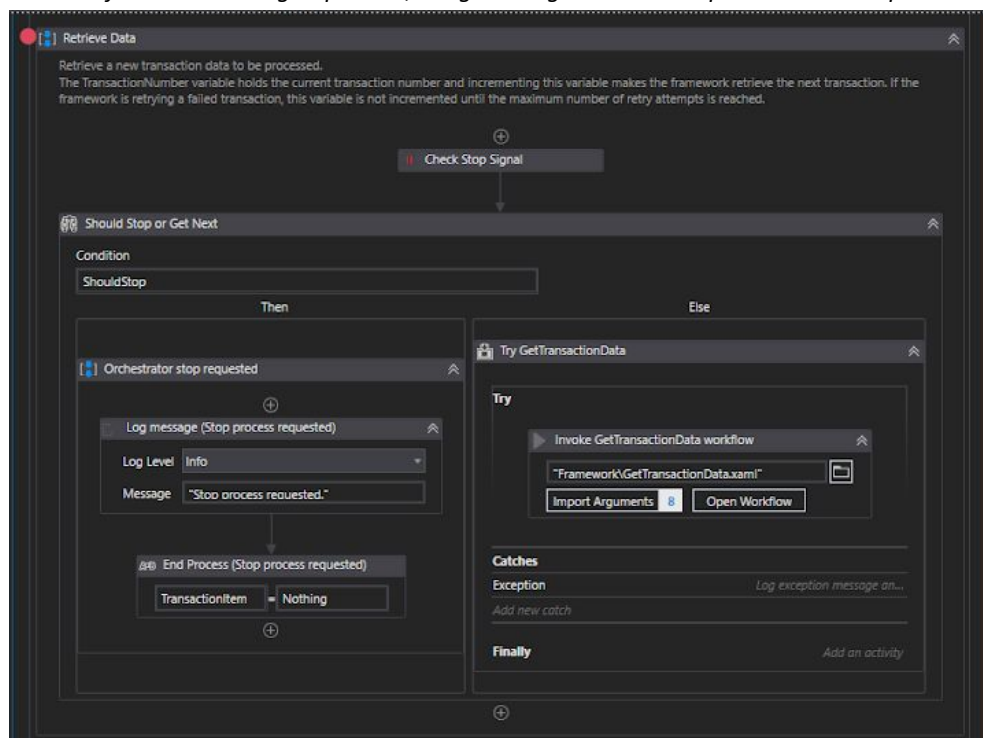 Retrieve Data
Retrieve a new transaction data to be processed.
The TransactionNumber variable holds the current transaction number and incrementing this variable makes the framework retrieve the next transaction. If the
framework is retrying a failed transaction, this variable is not incremented until the maximum number of retry attempts is reached.
Check Stop Signal
Should Stop or Get Next
Condition
ShouldStop
Then
Else
Orchestrator stop requested
Log message (Stop process requested)
Log Level Info
Message "Stop process requested."
End Process (Stop process requested)
TransactionItem = Nothing
Try GetTransactionData
Try
Invoke GetTransactionData workflow
"Framework\GetTransactionData.xaml"
Import Arguments 8 Open Workflow
Catches
Exception Log exception message an...
Add new catch
Finally Add an activity